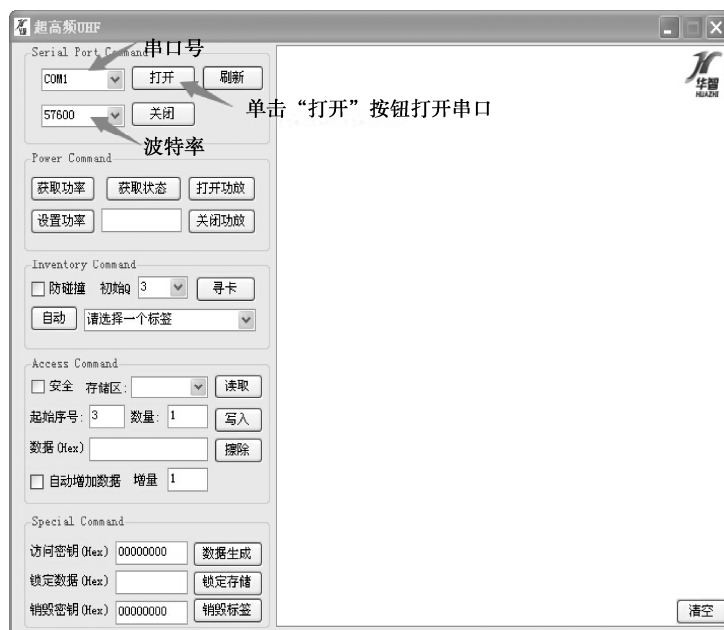 超高频UHF
Serial Port Command
串口号
COM1
打开
刷新
单击“打开”按钮打开串口
57600
关闭
波特率
华智
HUAZHI
Power Command
获取功率
获取状态
打开功放
设置功率
关闭功放
Inventory Command
防碰撞 初始Q 3 寻卡
自动 请选择一个标签
Access Command
安全 存储区: 读取
起始序号: 3 数量: 1 写入
数据(Hex) 擦除
自动增加数据 增量 1
Special Command
访问密钥(Hex) 00000000 数据生成
锁定数据(Hex) 锁定存储
销毁密钥(Hex) 00000000 销毁标签
清空